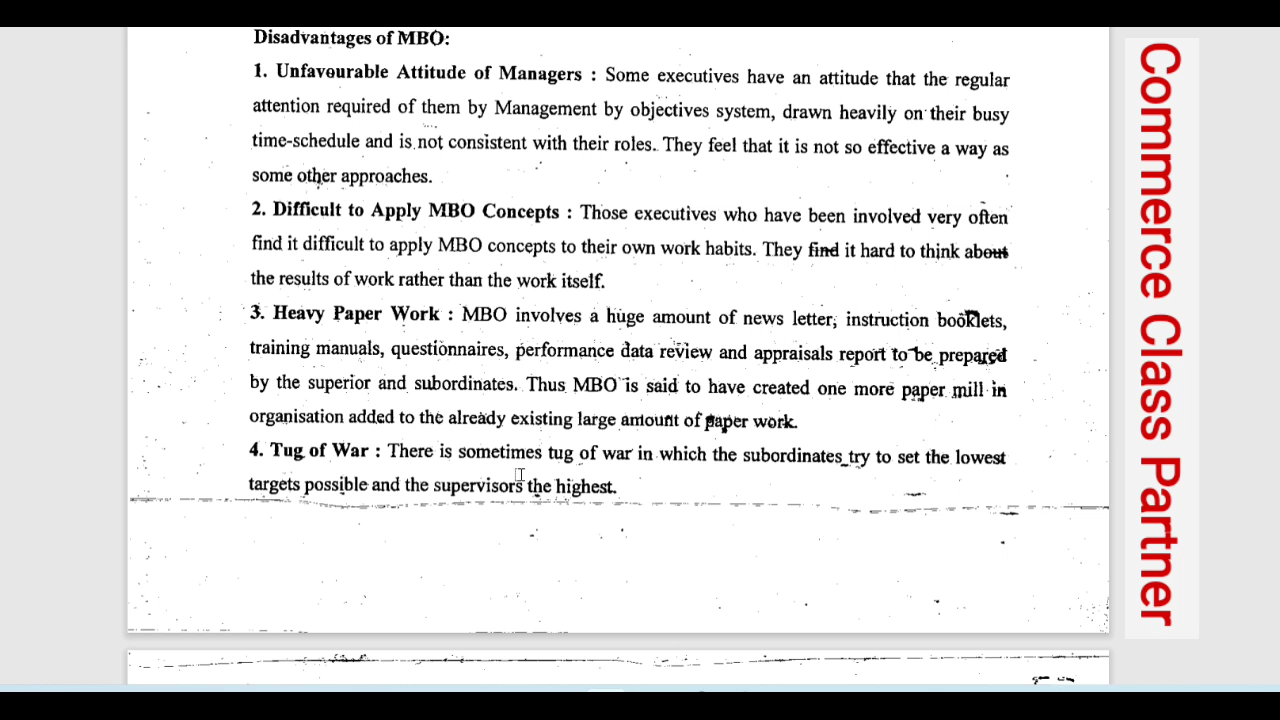 Disadvantages of MBO:
1. Unfavourable Attitude of Managers : Some executives have an attitude that the regular
attention required of them by Management by objectives system, drawn heavily on their busy
time-schedule and is not consistent with their roles. They feel that it is not so effective a way as
some other approaches.
2. Difficult to Apply MBO Concepts : Those executives who have been involved very often
find it difficult to apply MBO concepts to their own work habits. They find it hard to think about
the results of work rather than the work itself.
3. Heavy Paper Work : MBO involves a huge amount of news letter, instruction booklets,
training manuals, questionnaires, performance data review and appraisals report to be prepared
by the superior and subordinates. Thus MBO is said to have created one more paper mill in
organisation added to the already existing large amount of paper work.
4. Tug of War : There is sometimes tug of war in which the subordinates try to set the lowest
targets possible and the supervisors the highest.
Commerce Class Partner